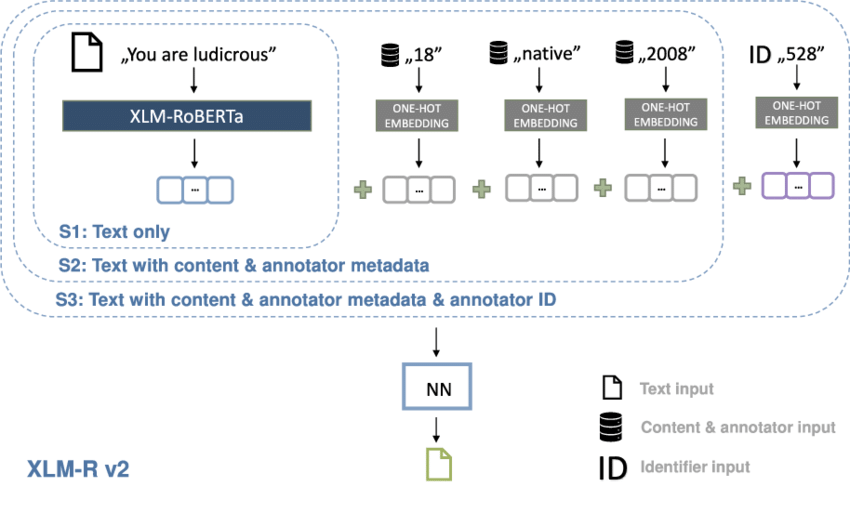 „You are ludicrous” „18” „native” „2008” ID „528”
XLM-RoBERTa
ONE-HOT EMBEDDING
ONE-HOT EMBEDDING
ONE-HOT EMBEDDING
ONE-HOT EMBEDDING
... ... ... ... ...
S1: Text only
S2: Text with content & annotator metadata
S3: Text with content & annotator metadata & annotator ID
NN
Text input
Content & annotator input
ID Identifier input
XLM-R v2